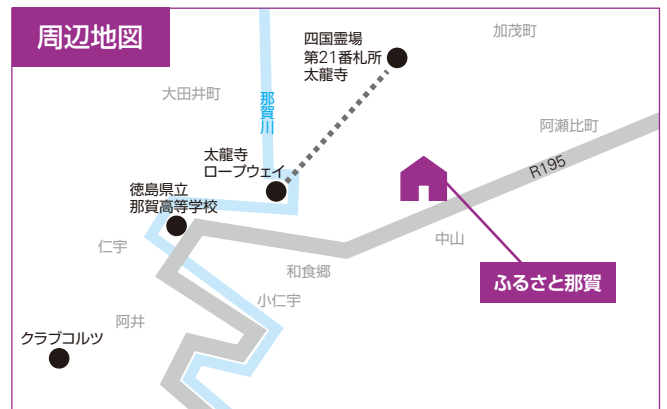 周辺地図
四国霊場
第21番札所
太龍寺
加茂町
大田井町
那賀川
阿瀬比町
R195
太龍寺
ロープウェイ
徳島県立
那賀高等学校
仁宇
中山
和食郷
ふるさと那賀
小仁宇
阿井
クラブコルツ